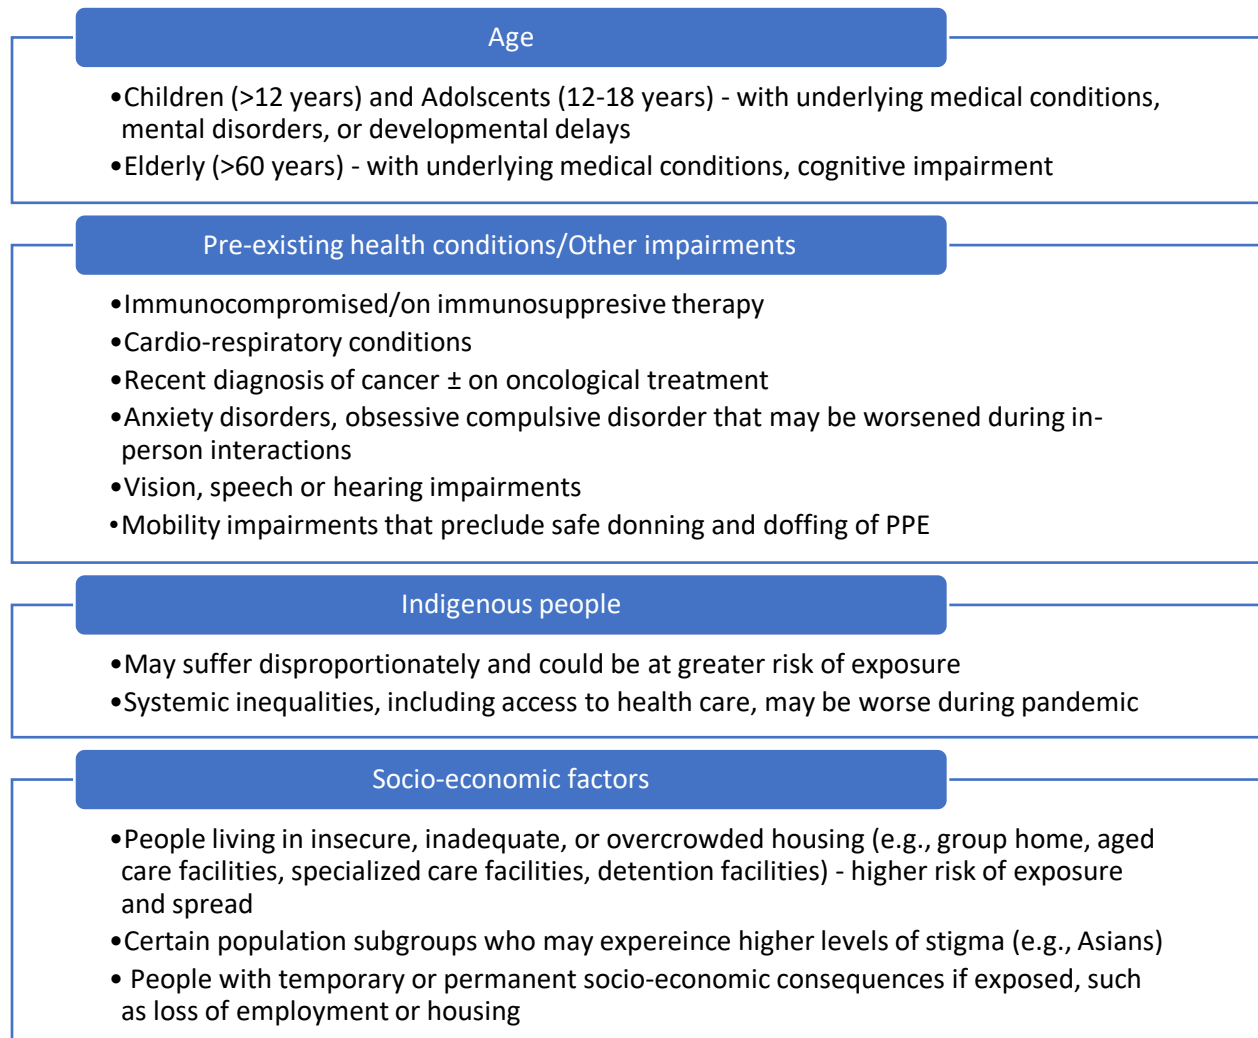 Age
•Children (>12 years) and Adolscents (12-18 years) - with underlying medical conditions,
mental disorders, or developmental delays
•Elderly (>60 years) - with underlying medical conditions, cognitive impairment
Pre-existing health conditions/Other impairments
•Immunocompromised/on immunosuppresive therapy
•Cardio-respiratory conditions
•Recent diagnosis of cancer ± on oncological treatment
•Anxiety disorders, obsessive compulsive disorder that may be worsened during in-
person interactions
•Vision, speech or hearing impairments
•Mobility impairments that preclude safe donning and doffing of PPE
Indigenous people
•May suffer disproportionately and could be at greater risk of exposure
•Systemic inequalities, including access to health care, may be worse during pandemic
Socio-economic factors
•People living in insecure, inadequate, or overcrowded housing (e.g., group home, aged
care facilities, specialized care facilities, detention facilities) - higher risk of exposure
and spread
•Certain population subgroups who may expereince higher levels of stigma (e.g., Asians)
• People with temporary or permanent socio-economic consequences if exposed, such
as loss of employment or housing